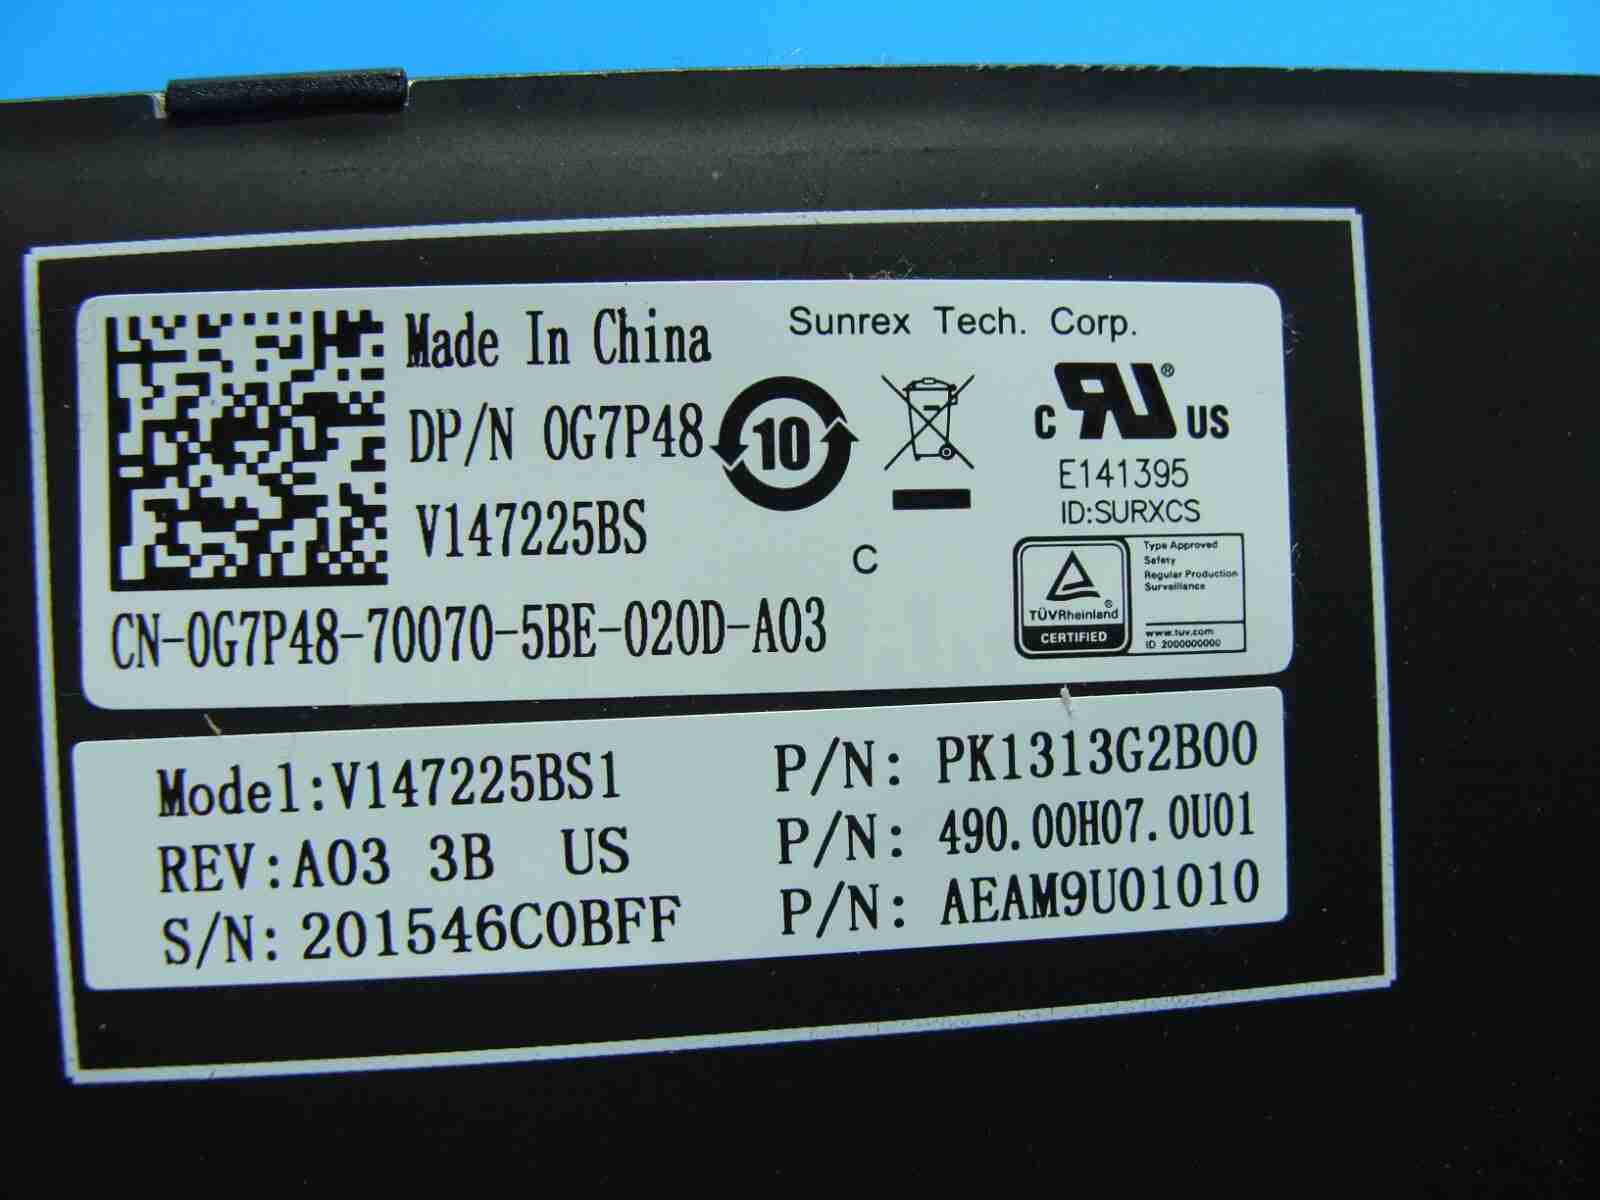 Made In China
Sunrex Tech. Corp.
DP/N 0G7P48
10
c RU® US
E141395
ID:SURXCS
V147225BS
C
Type Approved
Safety
Regular Production
Surveillance
TÜVRheinland®
CERTIFIED
www.tuv.com
ID 2000000000
CN-0G7P48-70070-5BE-020D-A03
Model:V147225BS1
P/N: PK1313G2B00
REV:A03 3B US
P/N: 490.00H07.0U01
S/N: 201546C0BFF
P/N: AEAM9U01010